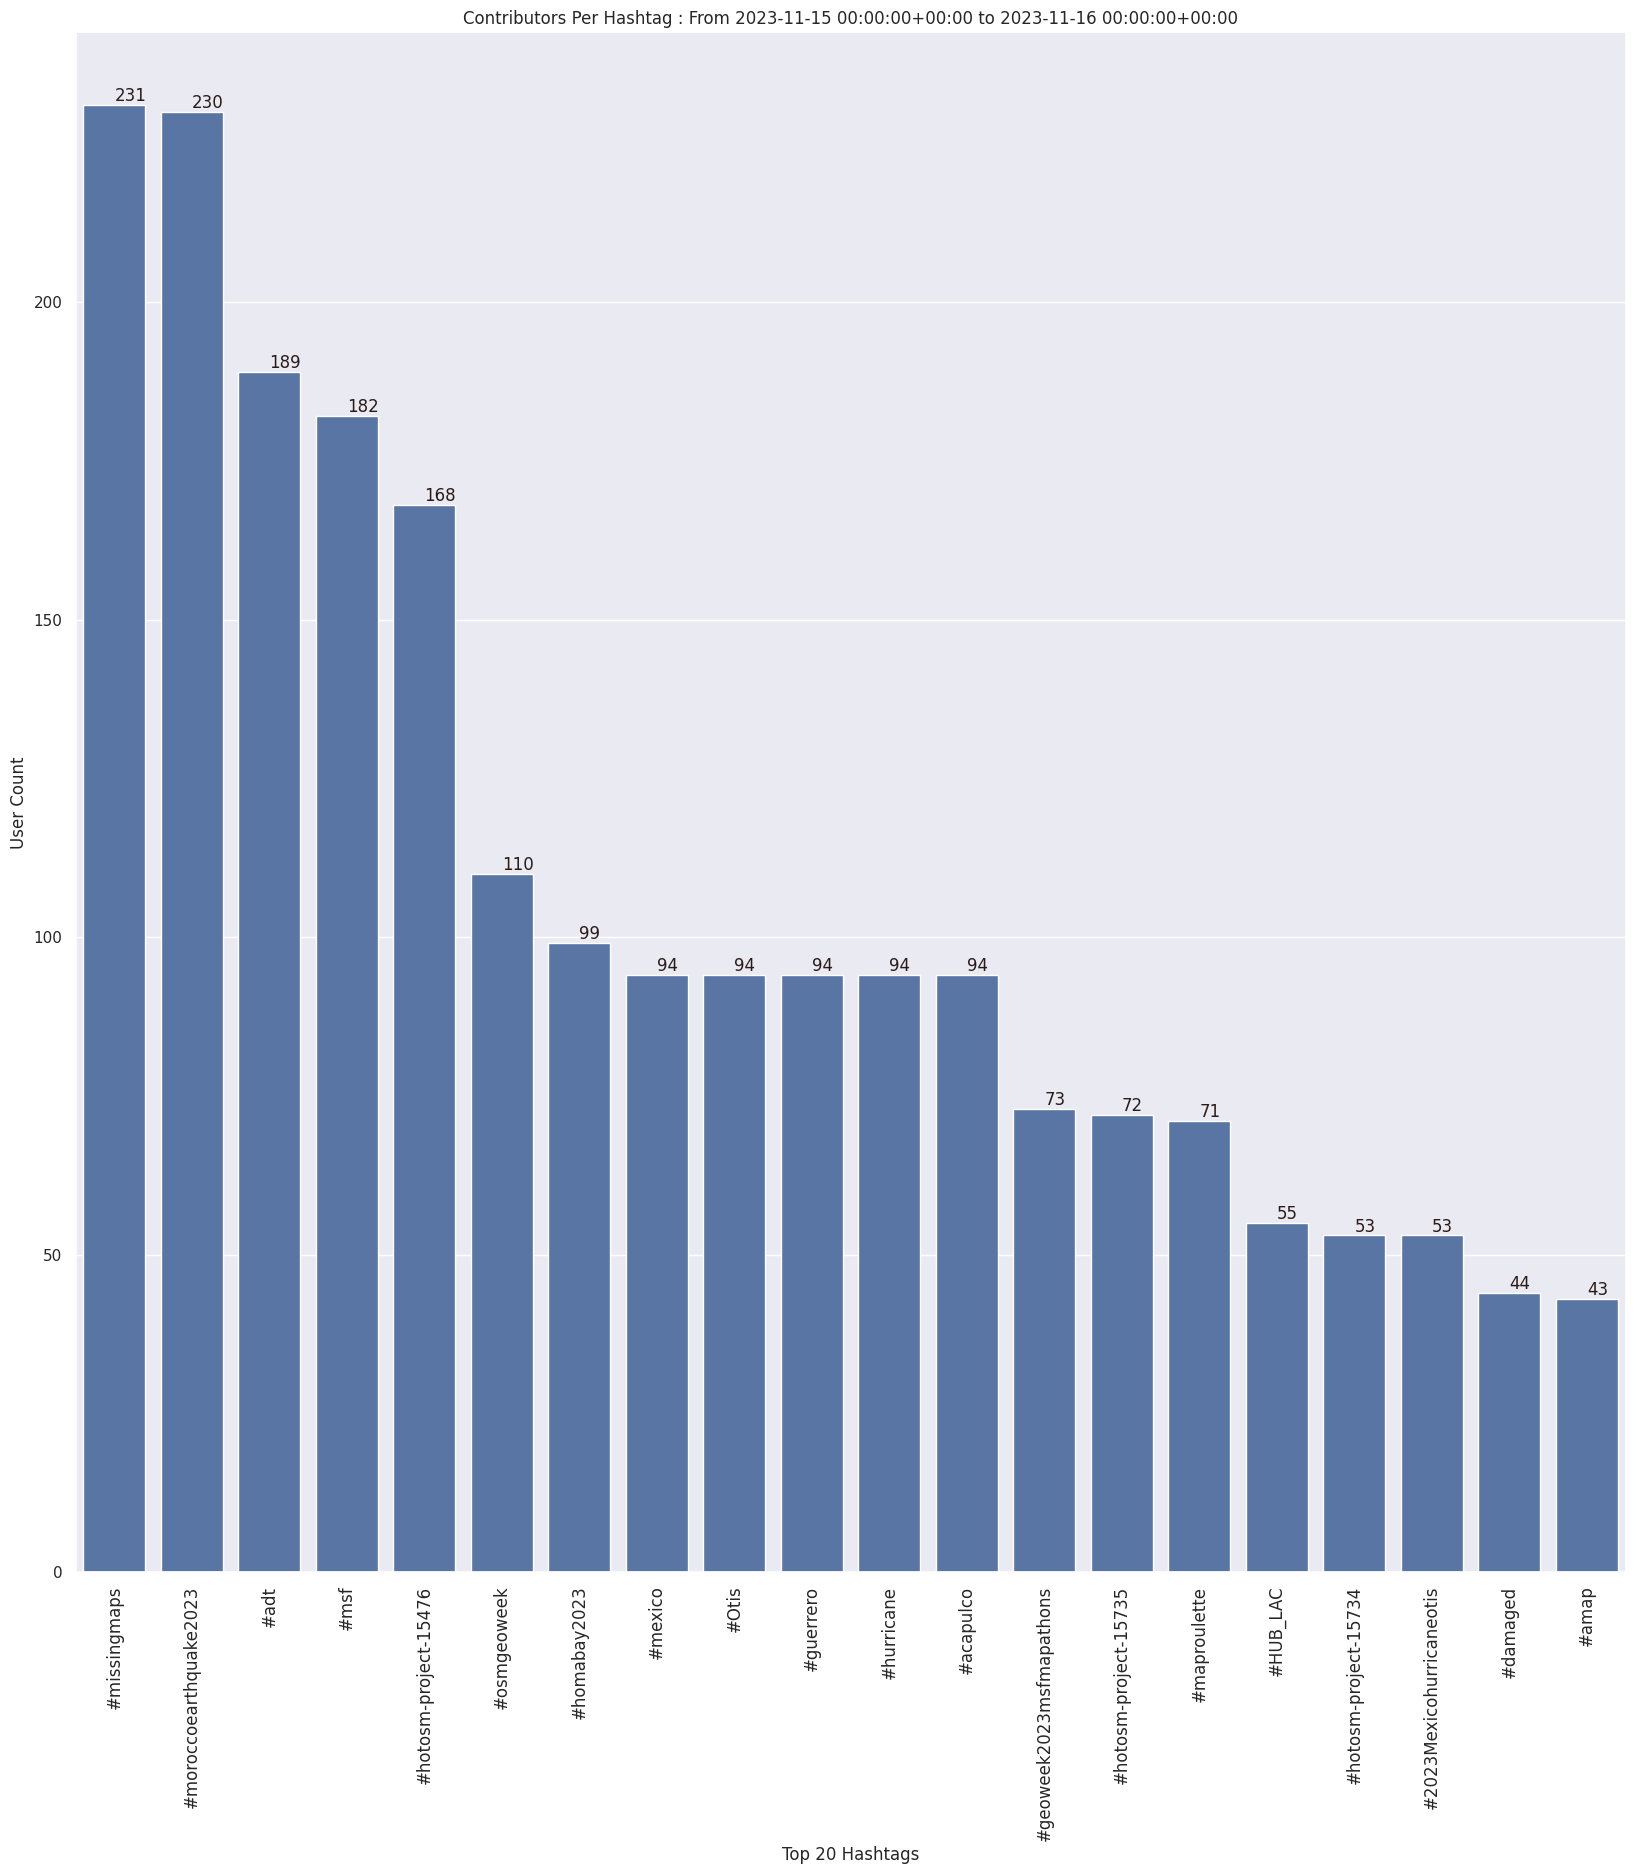 Contributors Per Hashtag : From 2023-11-15 00:00:00+00:00 to 2023-11-16 00:00:00+00:00
User Count
200
150
100
50
0
231
230
189
182
168
110
99
94
94
94
94
94
73
72
71
55
53
53
44
43
#missingmaps
#moroccoearthquake2023
#adt
#msf
#hotosm-project-15476
#osmgeoweek
#homabay2023
#mexico
#Otis
#guerrero
#hurricane
#acapulco
#geoweek2023msfmapathons
#hotosm-project-15735
#maproulette
#HUB_LAC
#hotosm-project-15734
#2023Mexicohurricaneotis
#damaged
#amap
Top 20 Hashtags